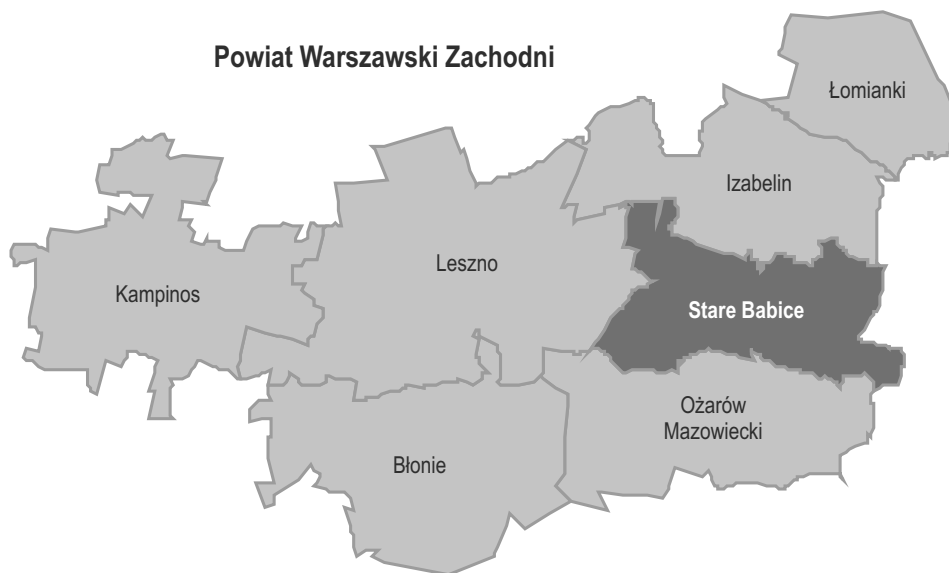 Powiat Warszawski Zachodni
Łomianki
Izabelin
Leszno
Kampinos
Stare Babice
Ożarów
Mazowiecki
Błonie